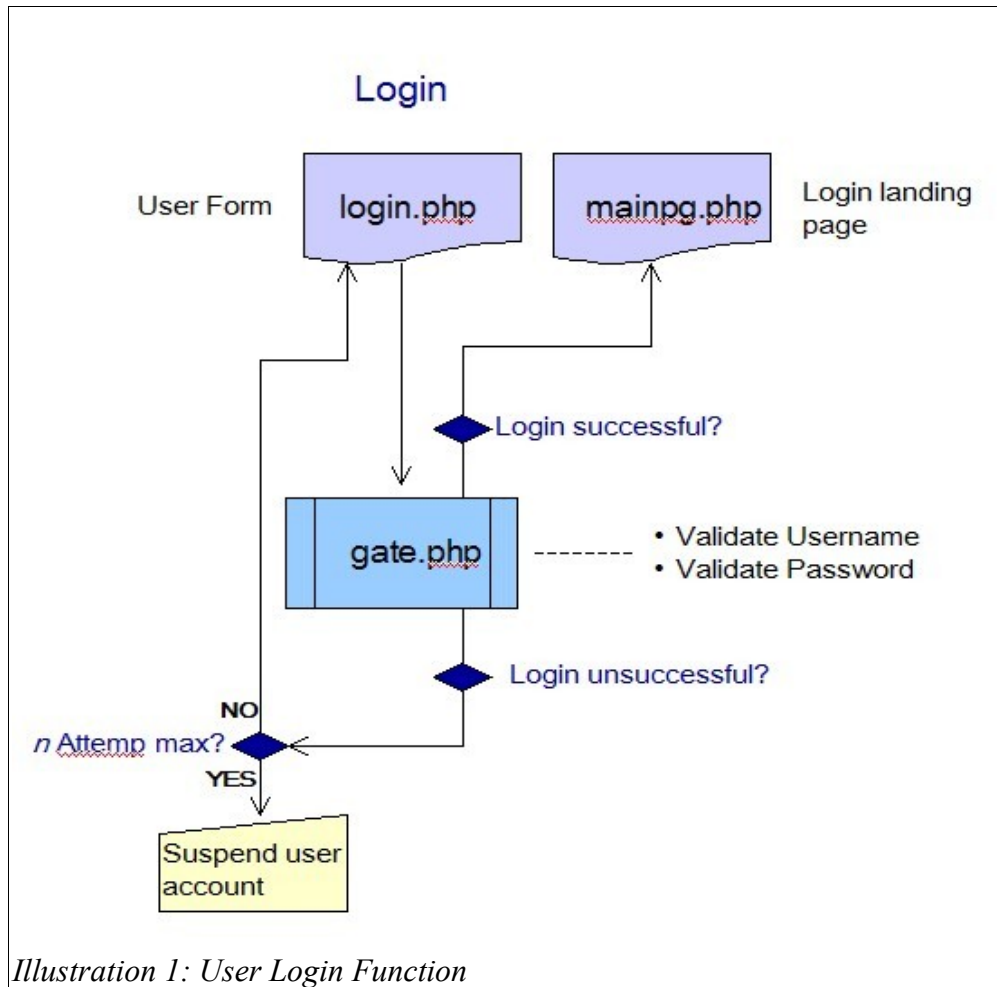 Login
User Form
login.php
mainpg.php
Login landing
page
Login successful?
gate.php
• Validate Username
• Validate Password
Login unsuccessful?
NO
n Attemp max?
YES
Suspend user
account
Illustration 1: User Login Function